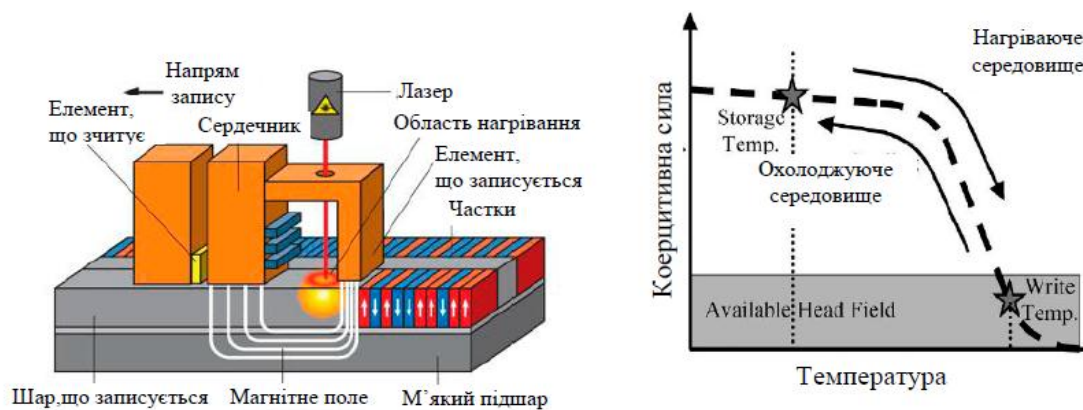 Напрям
запису
Елемент,
що зчитує
Сердечник
Лазер
Область нагрівання
Елемент,
що записується
Частки
Шар,що записується
Магнітне поле
М’який підшар
Коерцитивна сила
Нагріваюче
середовище
Storage
Temp.
Охолоджуюче
середовище
Available Head Field
Write
Temp.
Температура